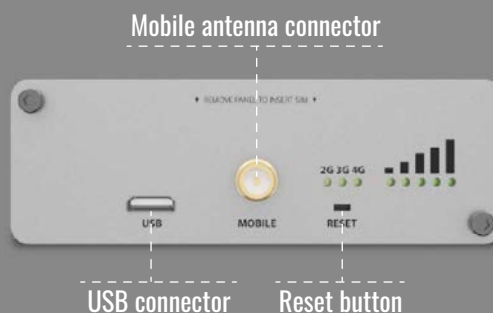 Mobile antenna connector
REMOVE PANEL TO INSERT SIM
2G 3G 4G
USB
MOBILE
RESET
USB connector
Reset button